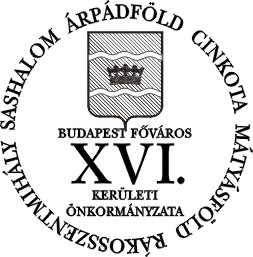 SASHALOM ÁRPÁDFÖLD CINKOTA MÁTYÁSFÖLD RÁKOSSZENTMIHÁLY
BUDAPEST FŐVÁROS
XVI.
KERÜLETI
ÖNKORMÁNYZATA